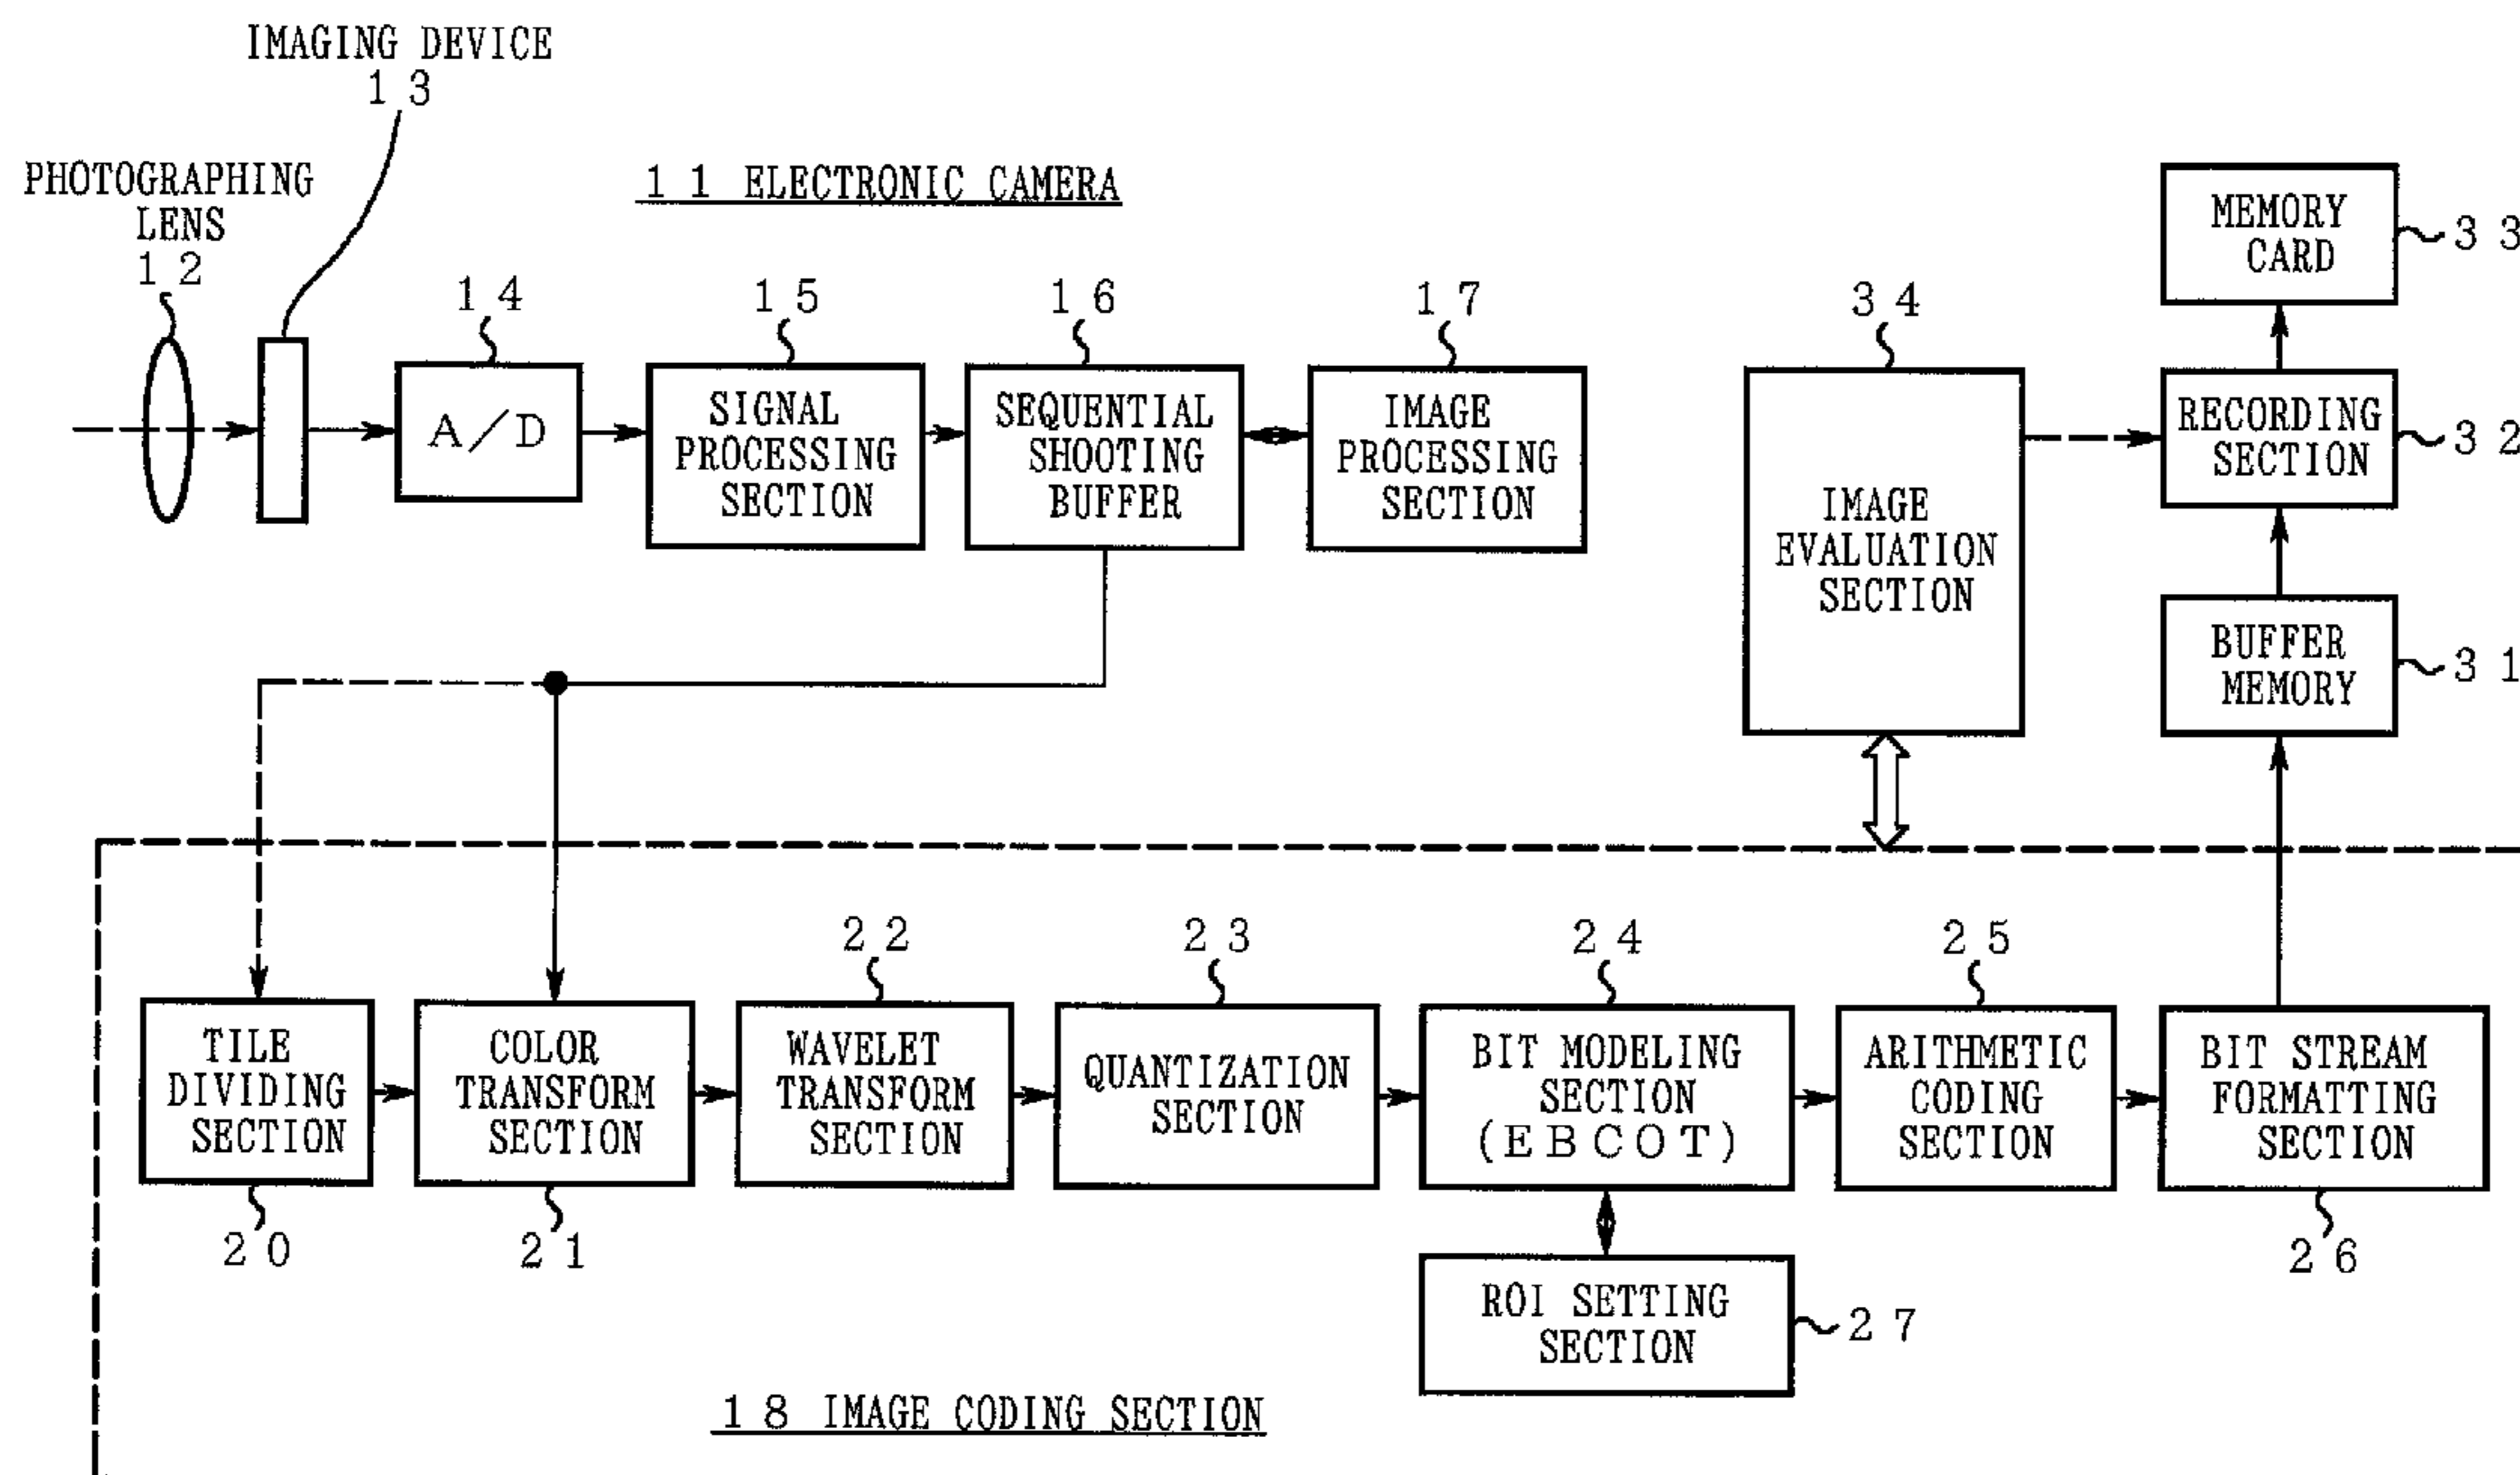 IMAGING DEVICE
13
PHOTOGRAPHING
LENS
12
11 ELECTRONIC CAMERA
14
A/D
15
SIGNAL
PROCESSING
SECTION
16
SEQUENTIAL
SHOOTING
BUFFER
17
IMAGE
PROCESSING
SECTION
34
IMAGE
EVALUATION
SECTION
MEMORY
CARD
33
RECORDING
SECTION
32
BUFFER
MEMORY
31
TILE
DIVIDING
SECTION
20
COLOR
TRANSFORM
SECTION
21
22
WAVELET
TRANSFORM
SECTION
23
QUANTIZATION
SECTION
24
BIT MODELING
SECTION
(EBCOT)
25
ARITHMETIC
CODING
SECTION
BIT STREAM
FORMATTING
SECTION
26
ROI SETTING
SECTION
27
18 IMAGE CODING SECTION